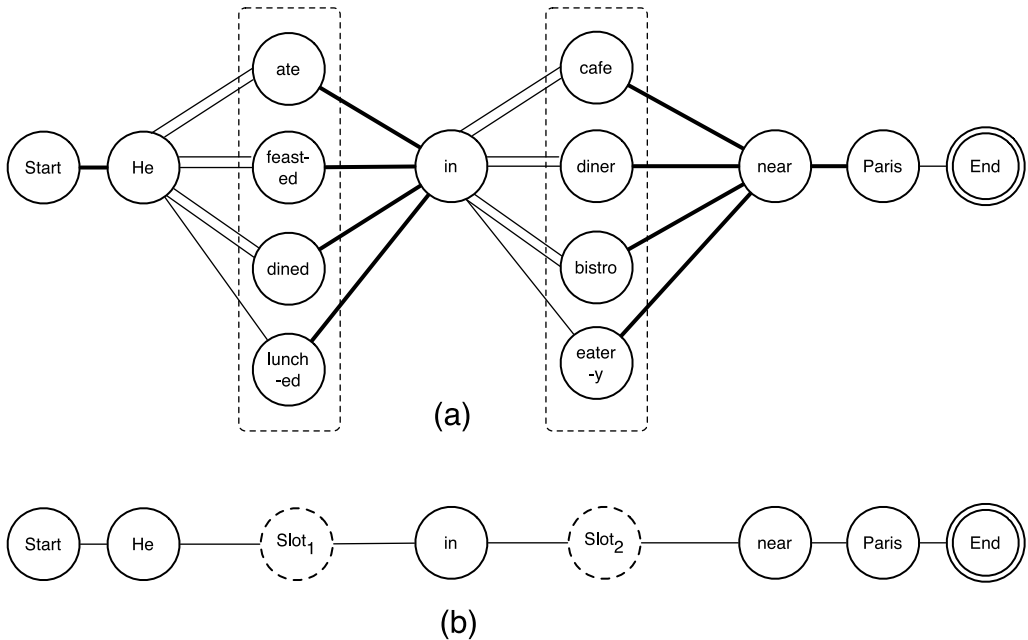 ate
cafe
Start
He
feast-
ed
in
diner
near
Paris
End
dined
bistro
lunch
-ed
eater
-y
(a)
Start
He
Slot1
in
Slot2
near
Paris
End
(b)